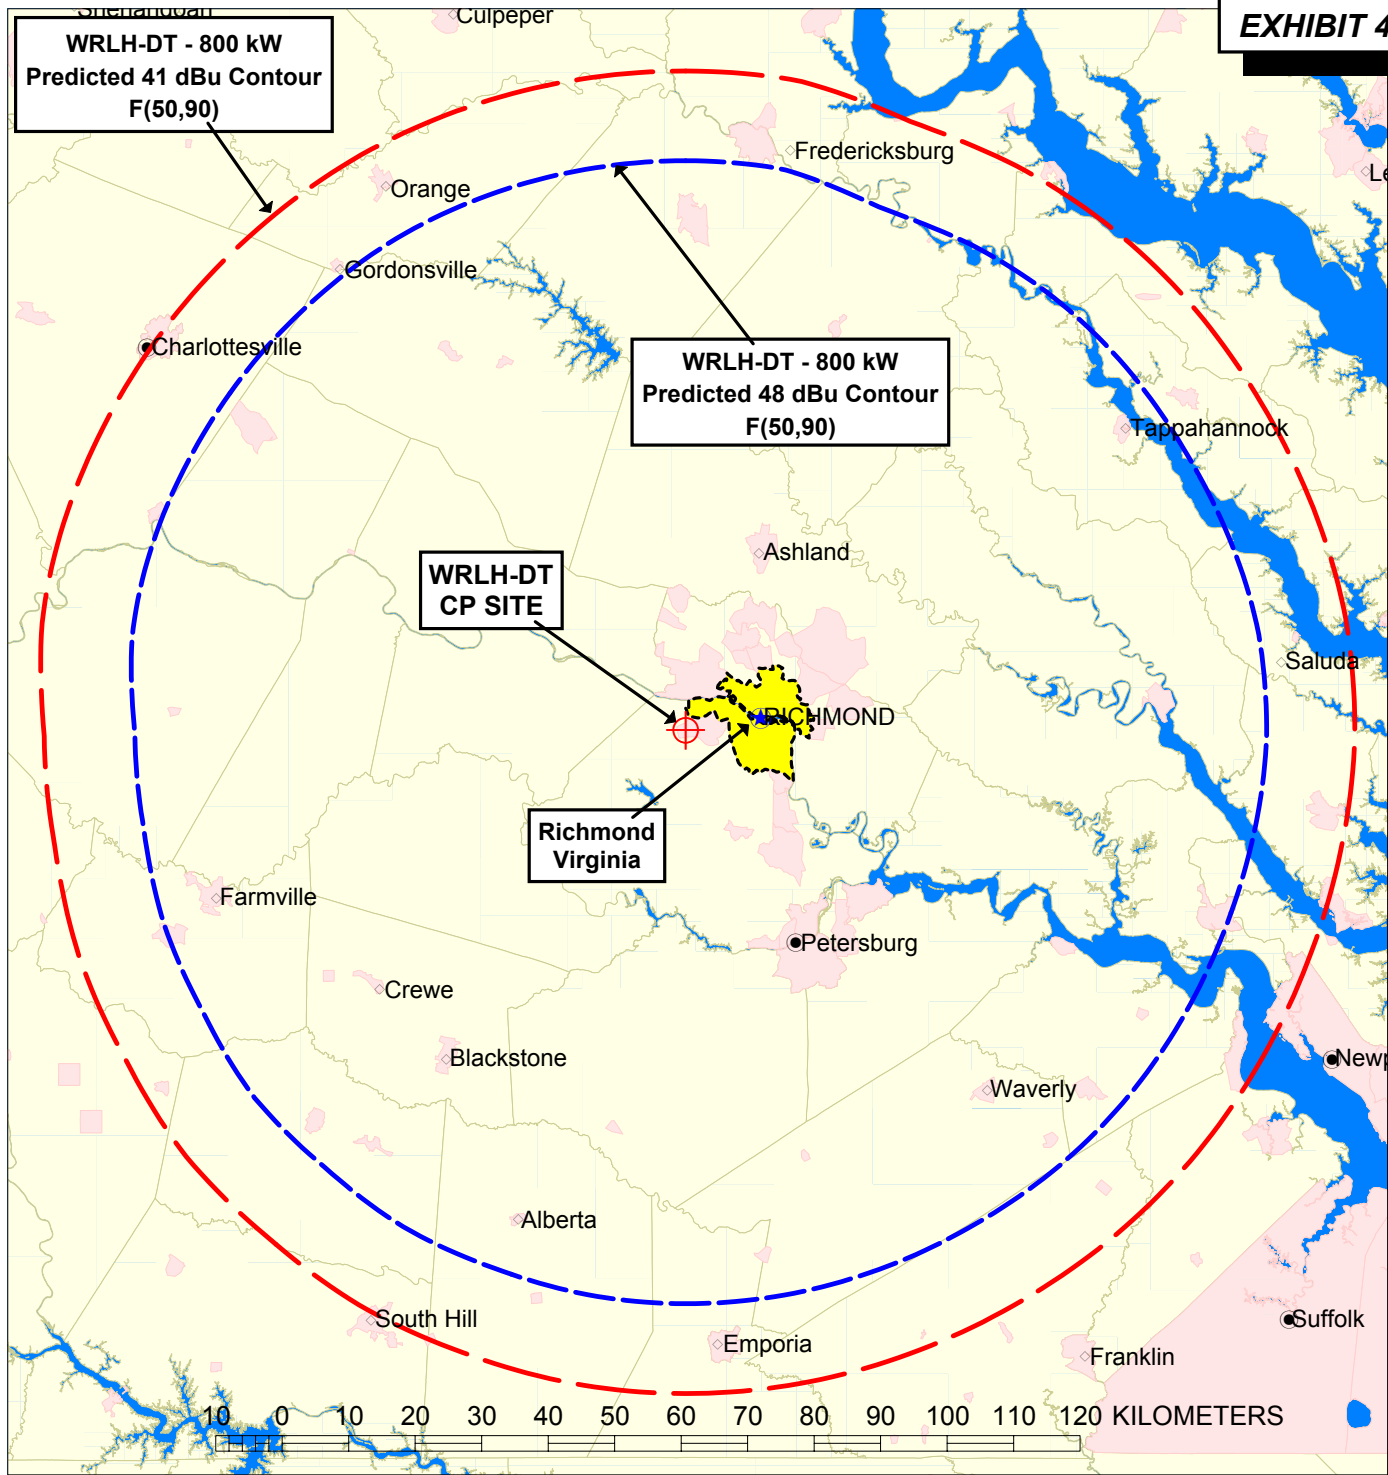 Culpeper
EXHIBIT 4
WRLH-DT - 800 kW
Predicted 41 dBu Contour
F(50,90)
Fredericksburg
Orange
Gordonsville
Charlottesville
WRLH-DT - 800 kW
Predicted 48 dBu Contour
F(50,90)
Tappahannock
Ashland
WRLH-DT
CP SITE
Saluda
RICHMOND
Richmond
Virginia
Farmville
Petersburg
Crewe
Blackstone
Newp
Waverly
Alberta
South Hill
Suffolk
Emporia
Franklin
10 0 10 20 30 40 50 60 70 80 90 100 110 120 KILOMETERS